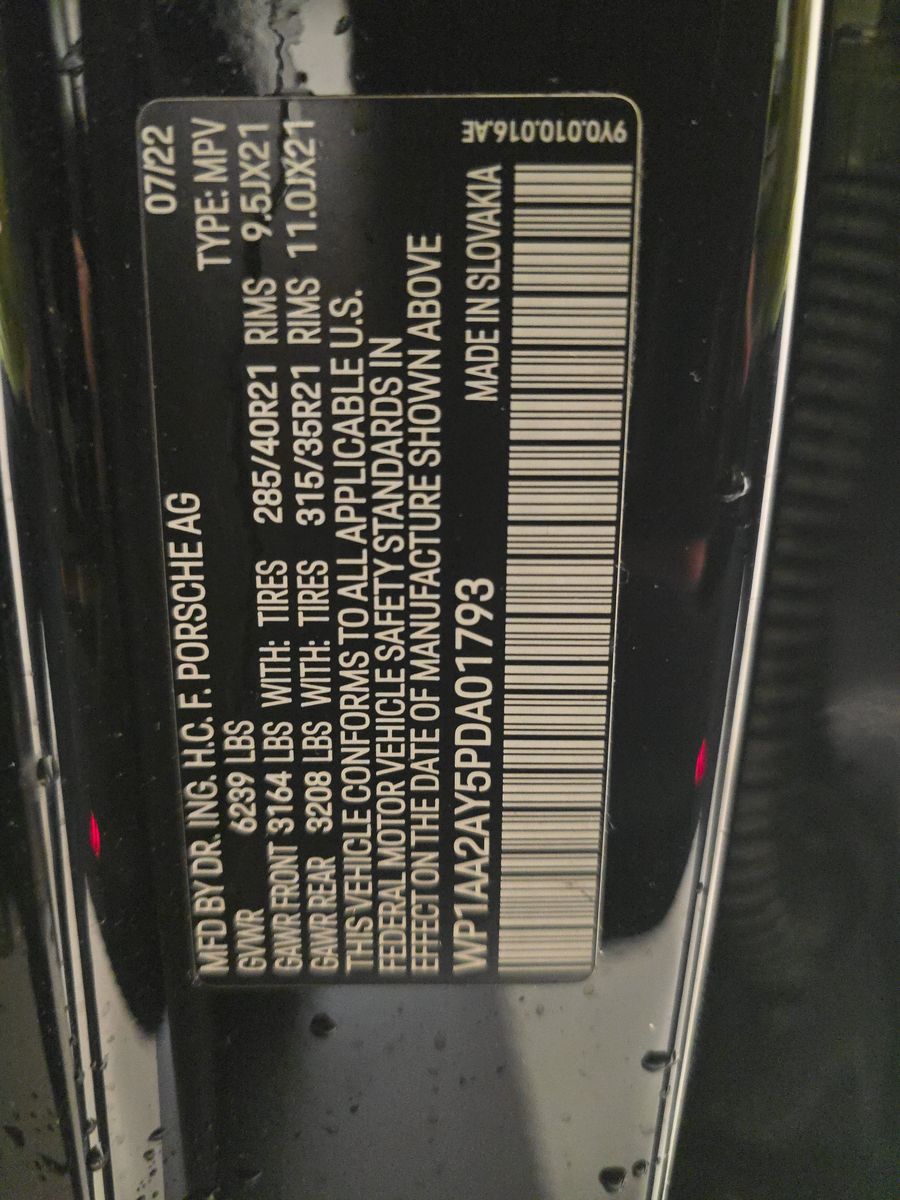 MFD BY DR. ING. H.C. F. PORSCHE AG 07/22
GVWR 6239 LBS TYPE: MPV
GAWR FRONT 3164 LBS WITH: TIRES 285/40R21 RIMS 9.5JX21
GAWR REAR 3208 LBS WITH: TIRES 315/35R21 RIMS 11.0JX21
THIS VEHICLE CONFORMS TO ALL APPLICABLE U.S.
FEDERAL MOTOR VEHICLE SAFETY STANDARDS IN
EFFECT ON THE DATE OF MANUFACTURE SHOWN ABOVE
WP1AA2AY5PDA01793 MADE IN SLOVAKIA
9Y0.010.016.AE